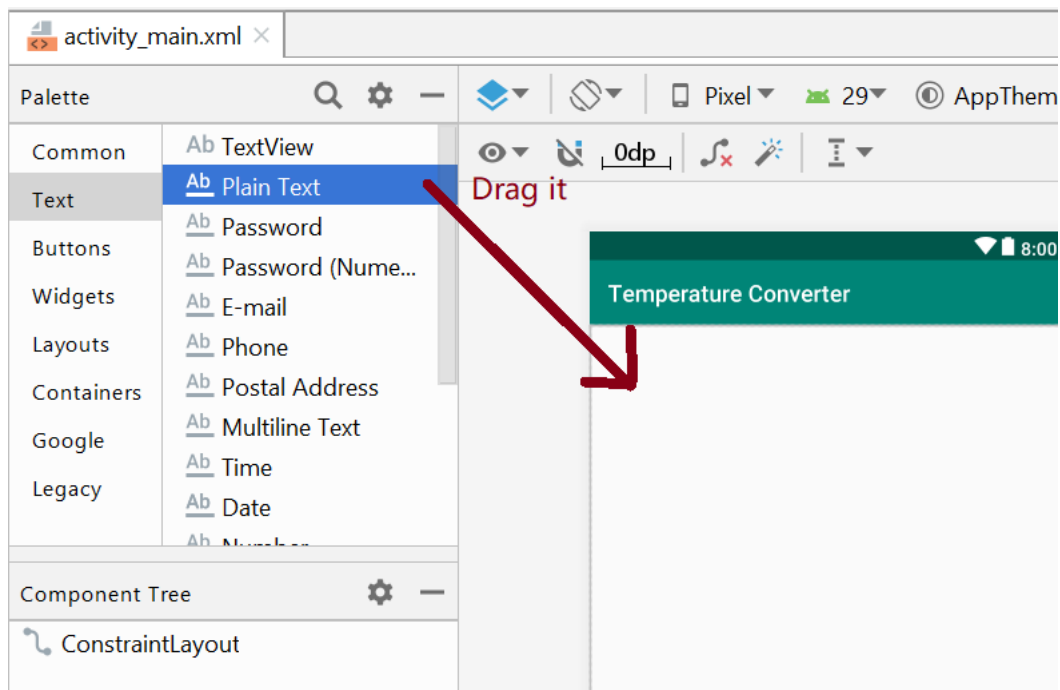 activity_main.xml
Palette
Pixel
29
AppThem
Common
Text
Buttons
Widgets
Layouts
Containers
Google
Legacy
Ab TextView
Ab Plain Text
Ab Password
Ab Password (Nume...
Ab E-mail
Ab Phone
Ab Postal Address
Ab Multiline Text
Ab Time
Ab Date
Ab Number
0dp
Drag it
8:00
Temperature Converter
Component Tree
ConstraintLayout